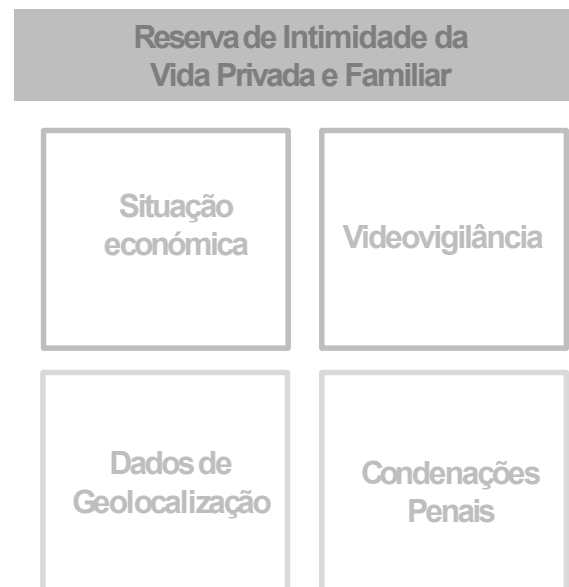 Reserva de Intimidade da
Vida Privada e Familiar
Situação
económica
Videovigilância
Dados de
Geolocalização
Condenações
Penais